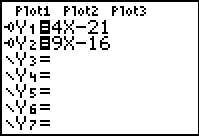 Plot1 Plot2 Plot3
Y1=4X-21
Y2=9X-16
\Y3=
\Y4=
\Y5=
\Y6=
\Y7=